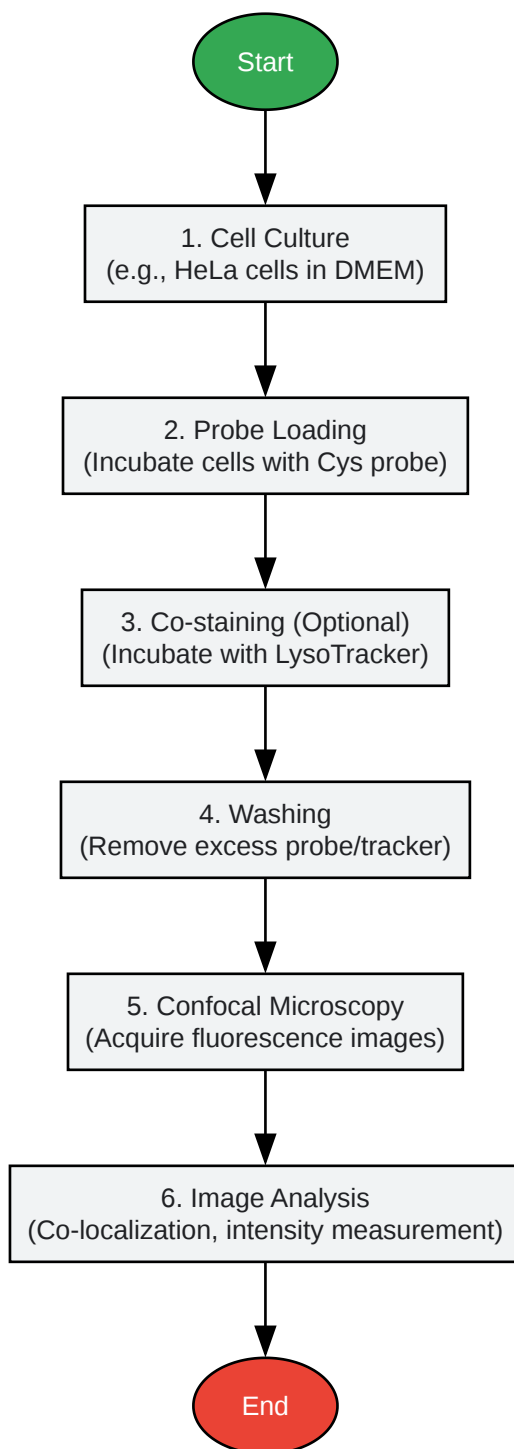 Start
1. Cell Culture
(e.g., HeLa cells in DMEM)
2. Probe Loading
(Incubate cells with Cys probe)
3. Co-staining (Optional)
(Incubate with LysoTracker)
4. Washing
(Remove excess probe/tracker)
5. Confocal Microscopy
(Acquire fluorescence images)
6. Image Analysis
(Co-localization, intensity measurement)
End